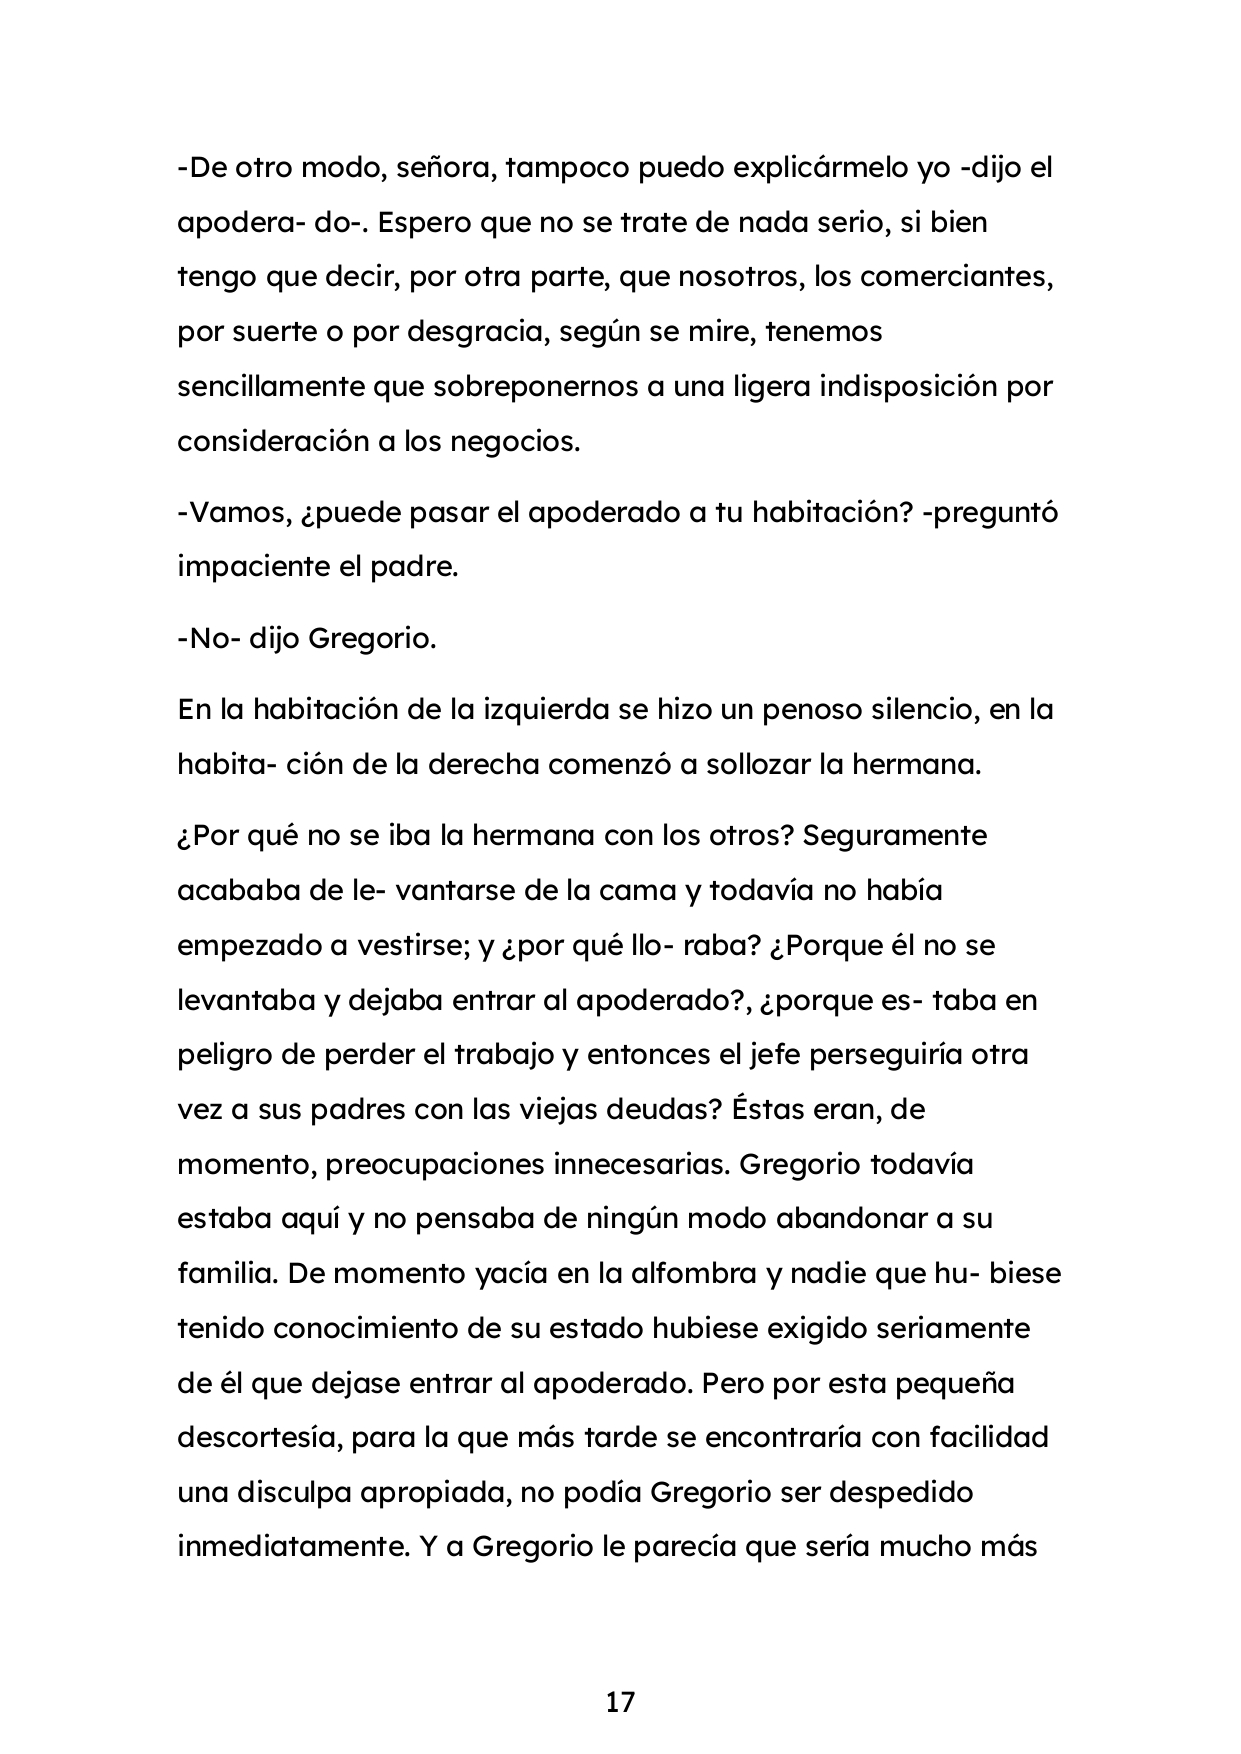 -De otro modo, señora, tampoco puedo explicármelo yo -dijo el
apodera- do-. Espero que no se trate de nada serio, si bien
tengo que decir, por otra parte, que nosotros, los comerciantes,
por suerte o por desgracia, según se mire, tenemos
sencillamente que sobreponernos a una ligera indisposición por
consideración a los negocios.
-Vamos, ¿puede pasar el apoderado a tu habitación? -preguntó
impaciente el padre.
-No- dijo Gregorio.
En la habitación de la izquierda se hizo un penoso silencio, en la
habita- ción de la derecha comenzó a sollozar la hermana.
¿Por qué no se iba la hermana con los otros? Seguramente
acababa de le- vantarse de la cama y todavía no había
empezado a vestirse; y ¿por qué llo- raba? ¿Porque él no se
levantaba y dejaba entrar al apoderado?, ¿porque es- taba en
peligro de perder el trabajo y entonces el jefe perseguiría otra
vez a sus padres con las viejas deudas? Éstas eran, de
momento, preocupaciones innecesarias. Gregorio todavía
estaba aquí y no pensaba de ningún modo abandonar a su
familia. De momento yacía en la alfombra y nadie que hu- biese
tenido conocimiento de su estado hubiese exigido seriamente
de él que dejase entrar al apoderado. Pero por esta pequeña
descortesía, para la que más tarde se encontraría con facilidad
una disculpa apropiada, no podía Gregorio ser despedido
inmediatamente. Y a Gregorio le parecía que sería mucho más
17